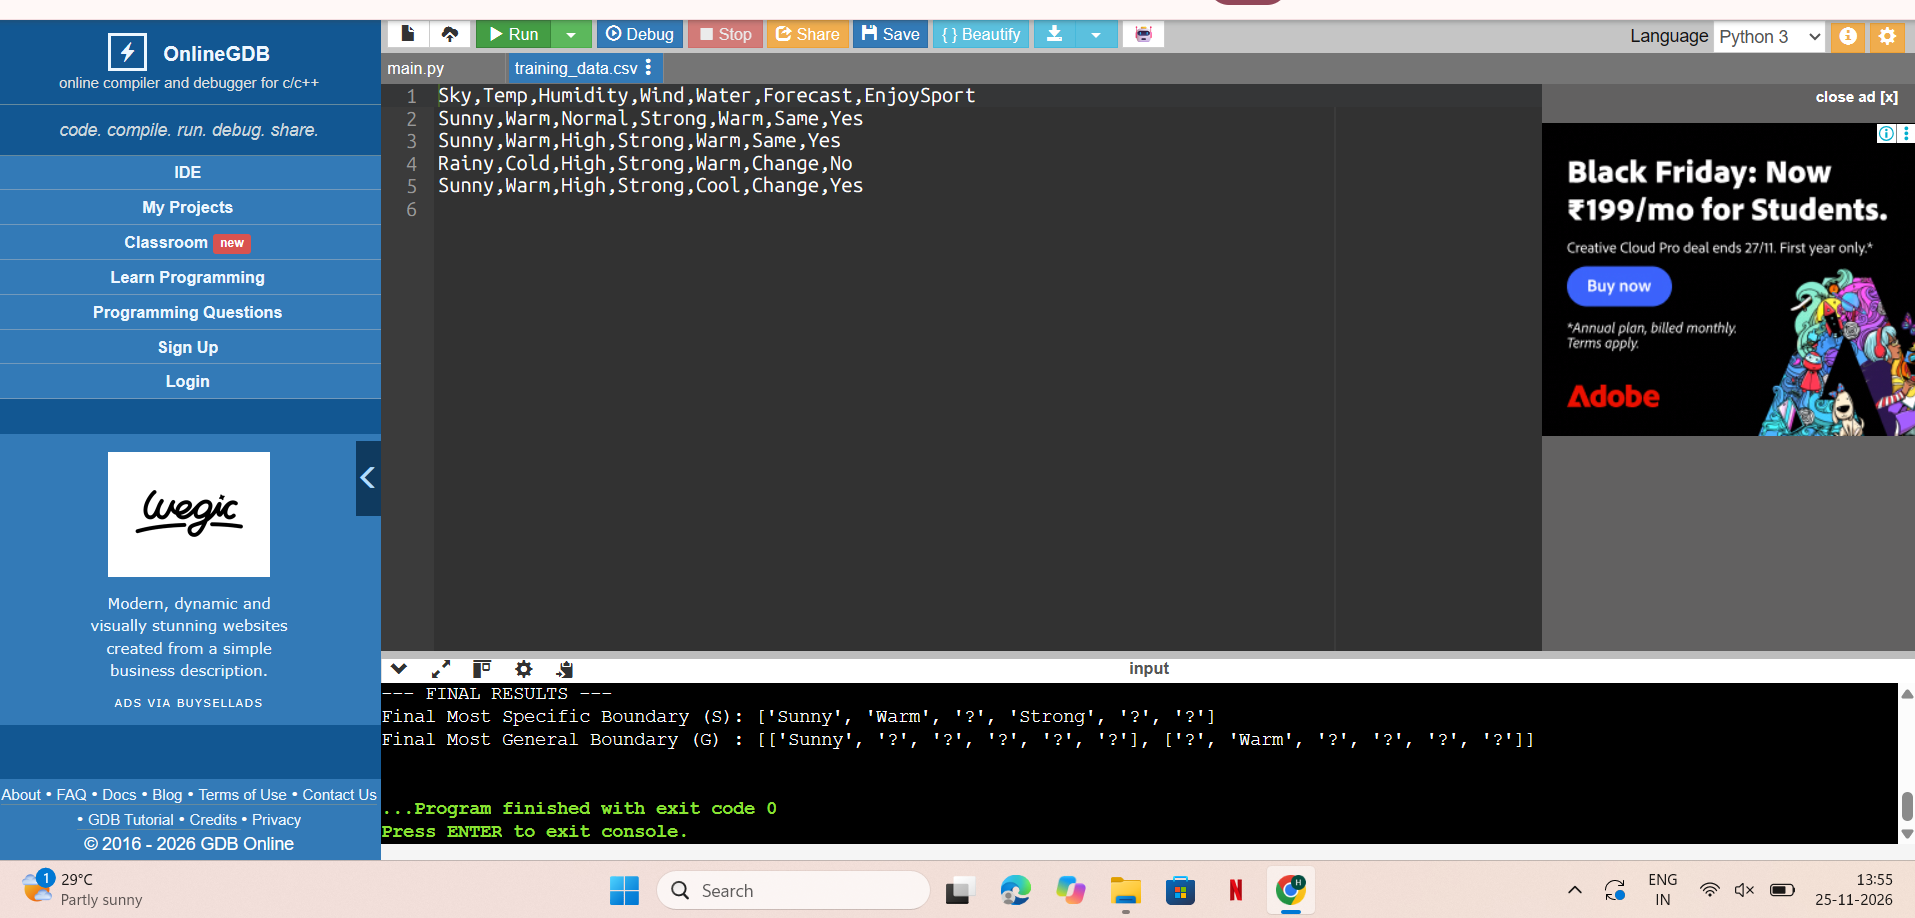 OnlineGDB
online compiler and debugger for c/c++
code. compile. run. debug. share.
IDE
My Projects
Classroom new
Learn Programming
Programming Questions
Sign Up
Login
wegic
Modern, dynamic and
visually stunning websites
created from a simple
business description.
ADS VIA BUYSELLADS
About • FAQ • Docs • Blog • Terms of Use • Contact Us
• GDB Tutorial • Credits • Privacy
© 2016 - 2026 GDB Online
Run Debug Stop Share Save { } Beautify
Language Python 3
main.py training_data.csv
1 Sky,Temp,Humidity,Wind,Water,Forecast,EnjoySport
2 Sunny,Warm,Normal,Strong,Warm,Same,Yes
3 Sunny,Warm,High,Strong,Warm,Same,Yes
4 Rainy,Cold,High,Strong,Warm,Change,No
5 Sunny,Warm,High,Strong,Cool,Change,Yes
6
close ad [x]
Black Friday: Now
₹199/mo for Students.
Creative Cloud Pro deal ends 27/11. First year only.*
Buy now
*Annual plan, billed monthly.
Terms apply.
Adobe
input
--- FINAL RESULTS ---
Final Most Specific Boundary (S): ['Sunny', 'Warm', '?', 'Strong', '?', '?']
Final Most General Boundary (G) : [['Sunny', '?', '?', '?', '?', '?'], ['?', 'Warm', '?', '?', '?', '?']]
...Program finished with exit code 0
Press ENTER to exit console.
1
29°C
Partly sunny
Search
N
H
ENG
IN
13:55
25-11-2026